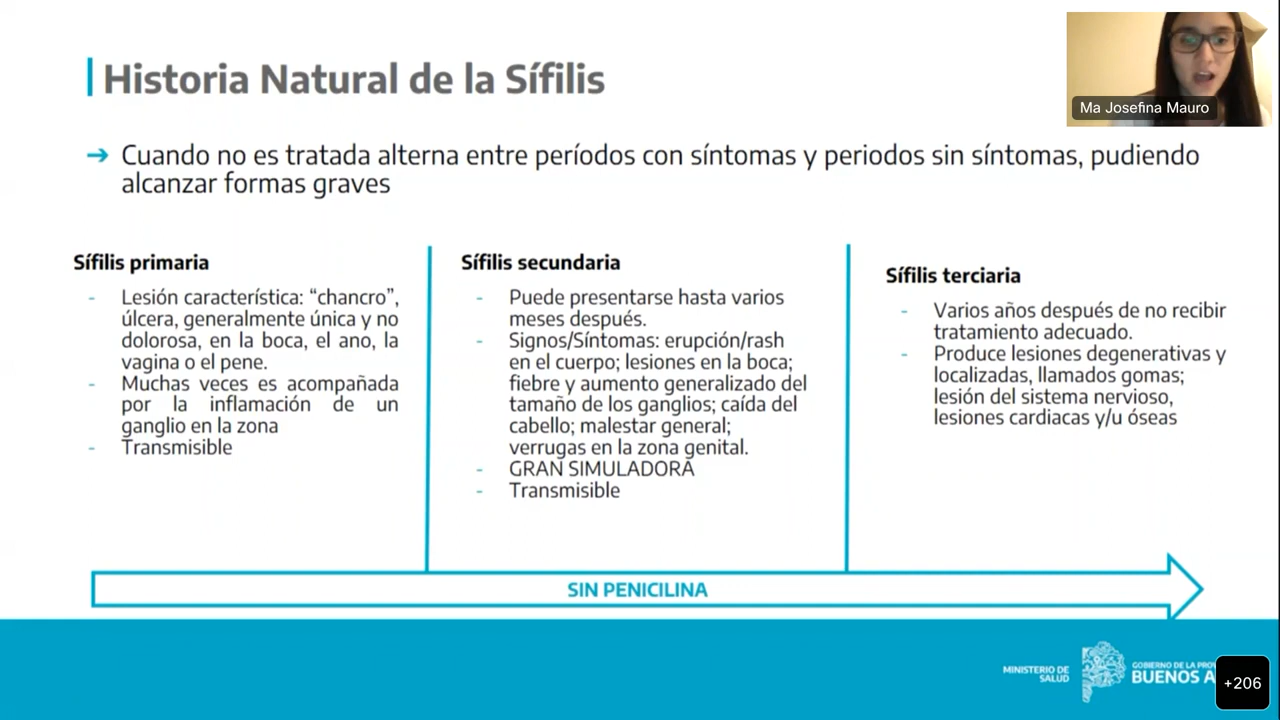 Historia Natural de la Sífilis
Ma Josefina Mauro
➔ Cuando no es tratada alterna entre períodos con síntomas y periodos sin síntomas, pudiendo
alcanzar formas graves
Sífilis primaria
- Lesión característica: “chancro”,
úlcera, generalmente única y no
dolorosa, en la boca, el ano, la
vagina o el pene.
- Muchas veces es acompañada
por la inflamación de un
ganglio en la zona
- Transmisible
Sífilis secundaria
- Puede presentarse hasta varios
meses después.
- Signos/Síntomas: erupción/rash
en el cuerpo; lesiones en la boca;
fiebre y aumento generalizado del
tamaño de los ganglios; caída del
cabello; malestar general;
verrugas en la zona genital.
- GRAN SIMULADORA
- Transmisible
Sífilis terciaria
- Varios años después de no recibir
tratamiento adecuado.
- Produce lesiones degenerativas y
localizadas, llamados gomas;
lesión del sistema nervioso,
lesiones cardiacas y/u óseas
SIN PENICILINA
MINISTERIO DE
SALUD
GOBIERNO DE LA
BUENOS
+206